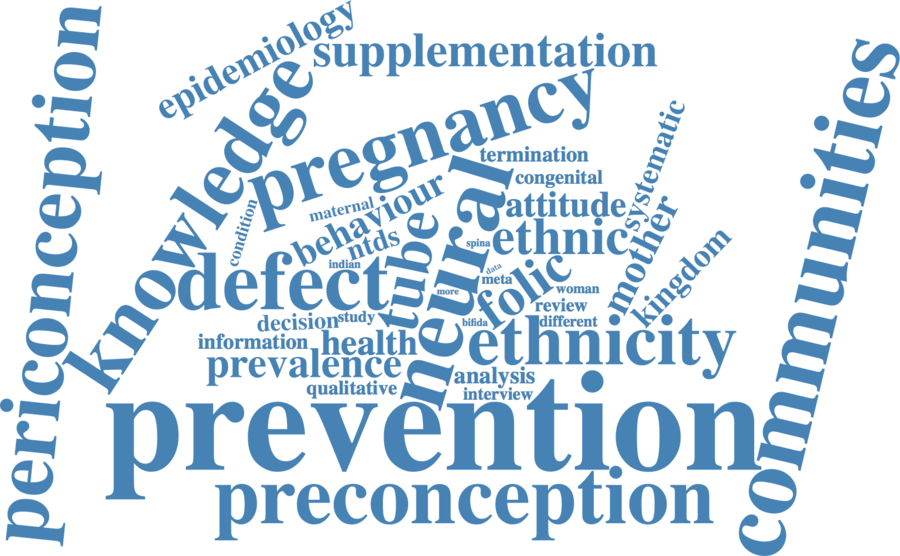 periconception
epidemiology
supplementation
knowledge
pregnancy
communities
termination
congenital
systematic
condition
maternal
behaviour
attitude
ntds
tube
neural
spina
ethnic
mother
kingdom
indian
defect
data
meta
folic
woman
more
review
decision
study
bifida
different
information
health
ethnicity
prevalence
analysis
qualitative
interview
prevention
preconception